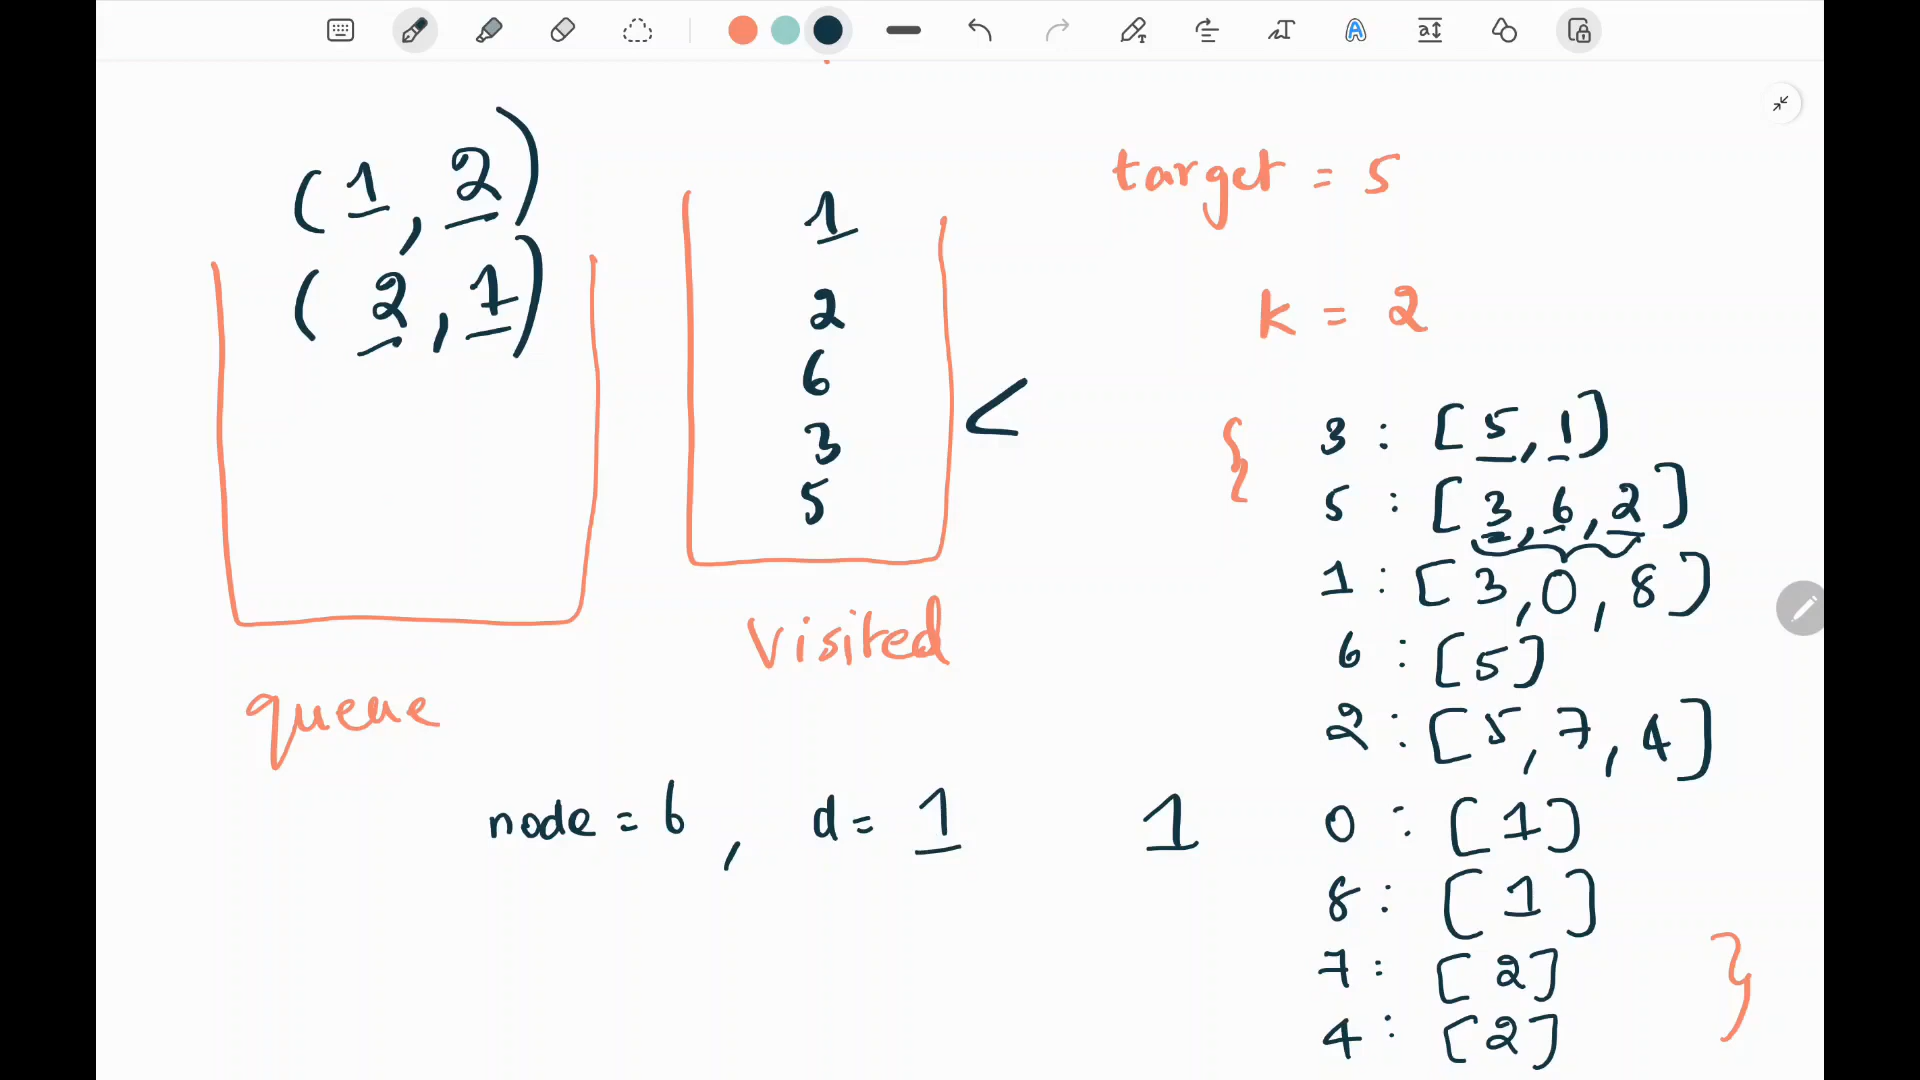 (1, 2)
(2, 1)
queue
1
2
6
3
5
<
visited
target = 5
k = 2
{ 3 : [5, 1]
5 : [3, 6, 2]
1 : [3, 0, 8]
6 : [5]
2 : [5, 7, 4]
0 : [1]
8 : [1]
7 : [2]
4 : [2] }
node = 6, d = 1
1